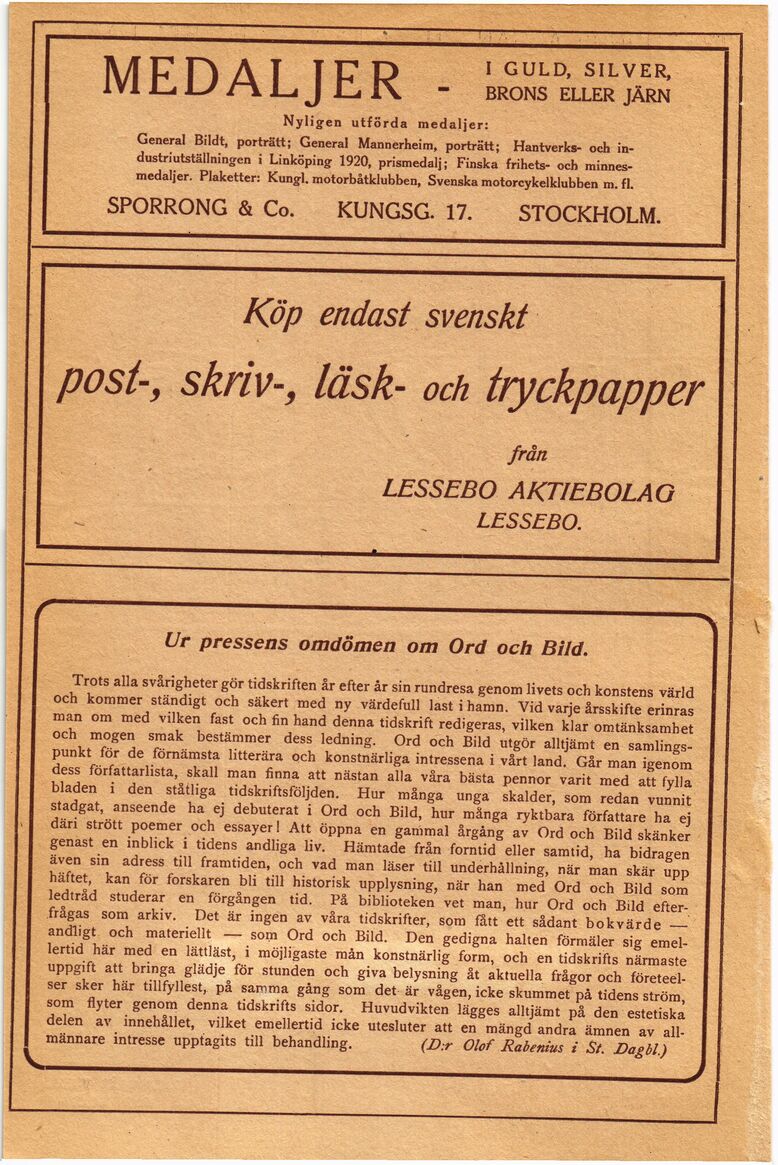 MEDALJER - I GULD, SILVER,
BRONS ELLER JÄRN
Nyligen utförda medaljer:
General Bildt, porträtt; General Mannerheim, porträtt; Hantverks- och in-
dustriutställningen i Linköping 1920, prismedalj; Finska frihets- och minnes-
medaljer. Plaketter: Kungl. motorbåtklubben, Svenska motorcykelklubben m. fl.
SPORRONG & Co. KUNGSG. 17. STOCKHOLM.
Köp endast svenskt
post-, skriv-, läsk- och tryckpapper
från
LESSEBO AKTIEBOLAG
LESSEBO.
Ur pressens omdömen om Ord och Bild.
Trots alla svårigheter gör tidskriften år efter år sin rundresa genom livets och konstens värld
och kommer ständigt och säkert med ny värdefull last i hamn. Vid varje årsskifte erinras
man om med vilken fast och fin hand denna tidskrift redigeras, vilken klar omtänksamhet
och mogen smak bestämmer dess ledning. Ord och Bild utgör alltjämt en samlings-
punkt för de förnämsta litterära och konstnärliga intressena i vårt land. Går man igenom
dess författarlista, skall man finna att nästan alla våra bästa pennor varit med att fylla
bladen i den ståtliga tidskriftsföljden. Hur många unga skalder, som redan vunnit
stadgat, anseende ha ej debuterat i Ord och Bild, hur många ryktbara författare ha ej
däri strött poemer och essayer! Att öppna en gammal årgång av Ord och Bild skänker
genast en inblick i tidens andliga liv. Hämtade från forntid eller samtid, ha bidragen
även sin adress till framtiden, och vad man läser till underhållning, när man skär upp
häftet, kan för forskaren bli till historisk upplysning, när han med Ord och Bild som
ledtråd studerar en förgången tid. På biblioteken vet man, hur Ord och Bild efter-
frågas som arkiv. Det är ingen av våra tidskrifter, som fått ett sådant bokvärde —
andligt och materiellt — som Ord och Bild. Den gedigna halten förmäler sig emel-
lertid här med en lättläst, i möjligaste mån konstnärlig form, och en tidskrifts närmaste
uppgift att bringa glädje för stunden och giva belysning åt aktuella frågor och företeel-
ser sker här tillfyllest, på samma gång som det är vågen, icke skummet på tidens ström,
som flyter genom denna tidskrifts sidor. Huvudvikten lägges alltjämt på den estetiska
delen av innehållet, vilket emellertid icke utesluter att en mängd andra ämnen av all-
männare intresse upptagits till behandling. (D:r Olof Rabenius i St. Dagbl.)